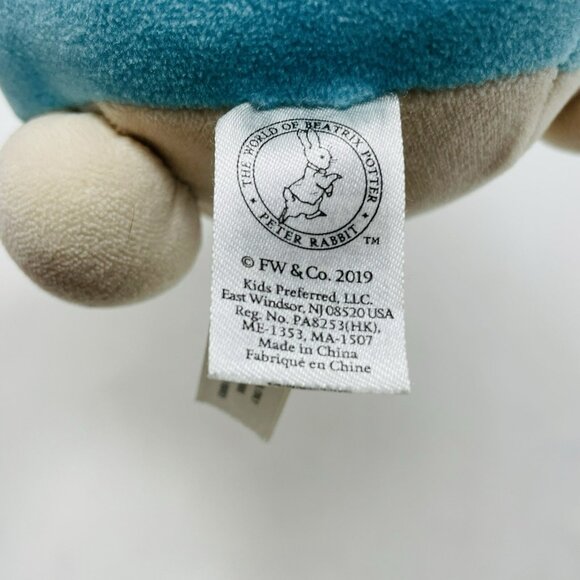 THE WORLD OF BEATRIX POTTER
• PETER RABBIT •
TM
© FW & Co. 2019
Kids Preferred, LLC.
East Windsor, NJ 08520 USA
Reg. No. PA8253(HK),
ME-1353, MA-1507
Made in China
Fabriqué en Chine